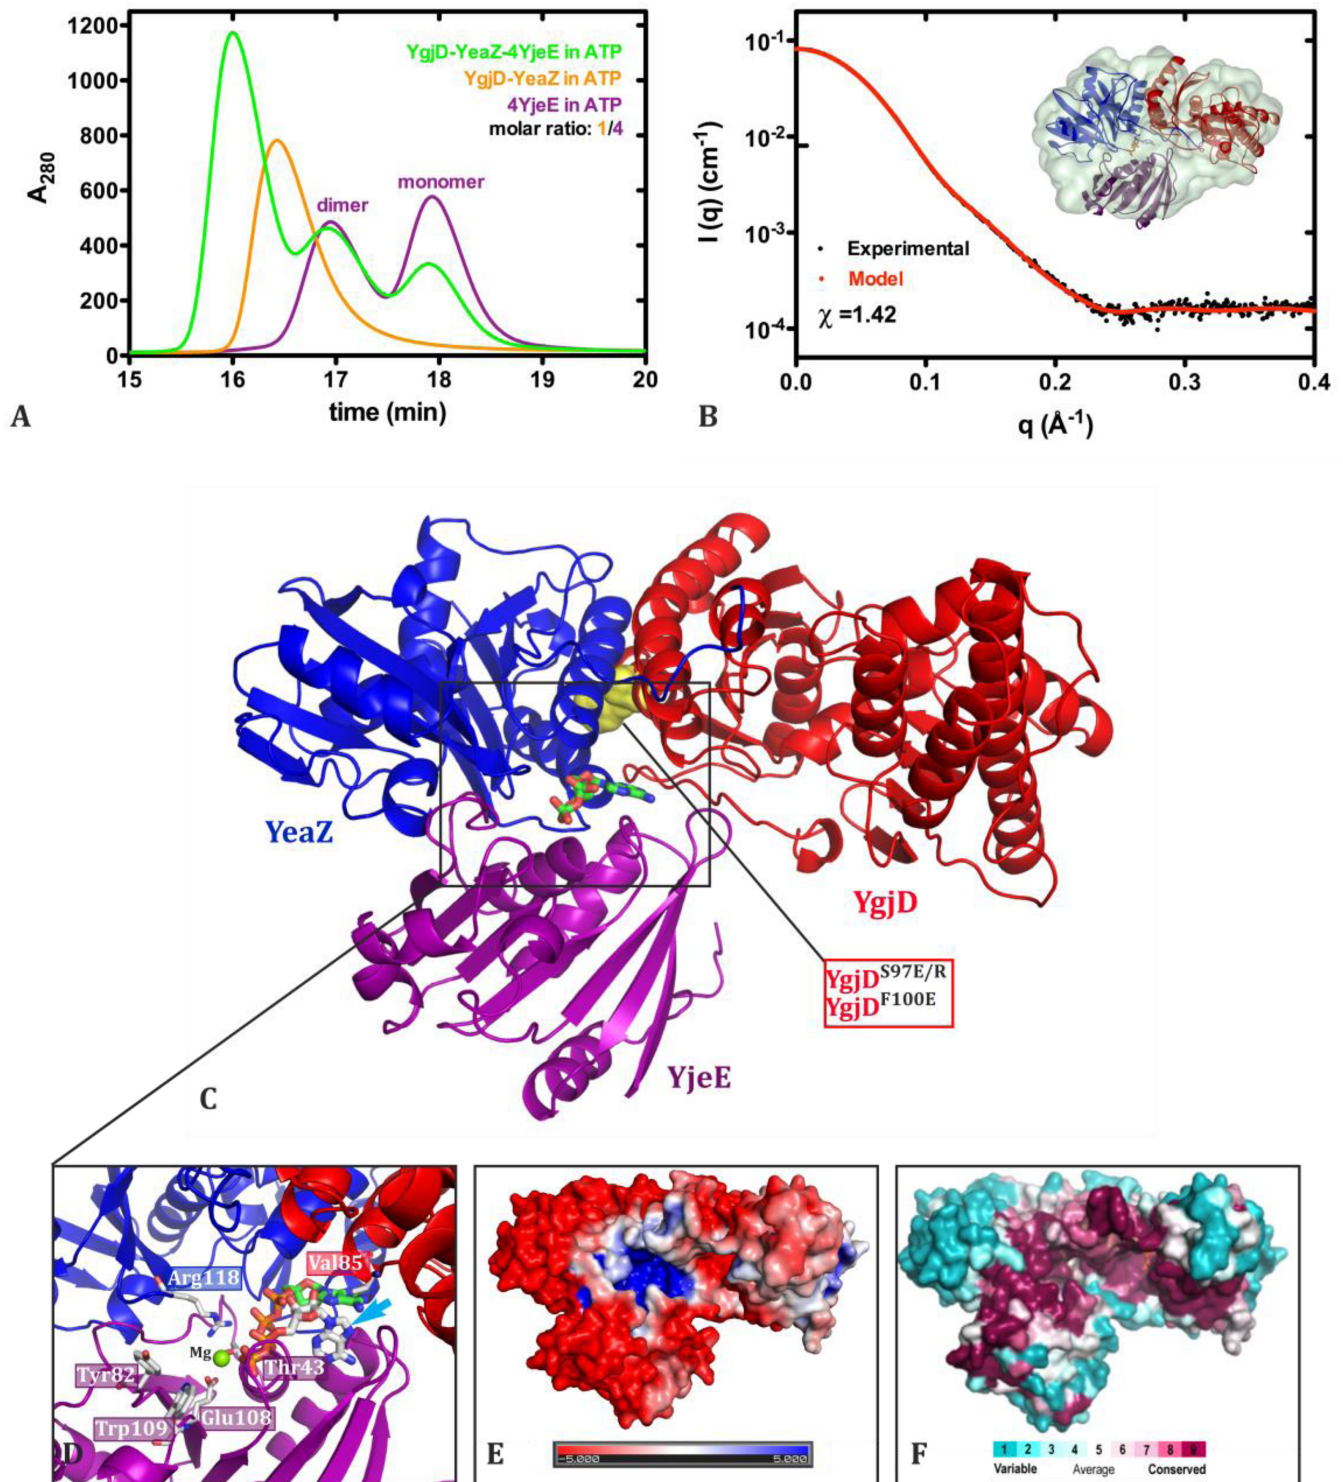 1200
1000
800
600
400
200
0
A280
15 16 17 18 19 20
time (min)
YgjD-YeaZ-4YjeE in ATP
YgjD-YeaZ in ATP
4YjeE in ATP
molar ratio: 1/4
dimer
monomer
A
10-1
10-2
10-3
10-4
I (q) (cm-1)
Experimental
Model
χ =1.42
0.0 0.1 0.2 0.3 0.4
q (Å-1)
B
YeaZ
YgjD
YgjDS97E/R
YgjDF100E
YjeE
C
Val85
Arg118
Mg
Thr43
Tyr82
Glu108
Trp109
D
E
-5.000 5.000
F
1 2 3 4 5 6 7 8 9
Variable Average Conserved